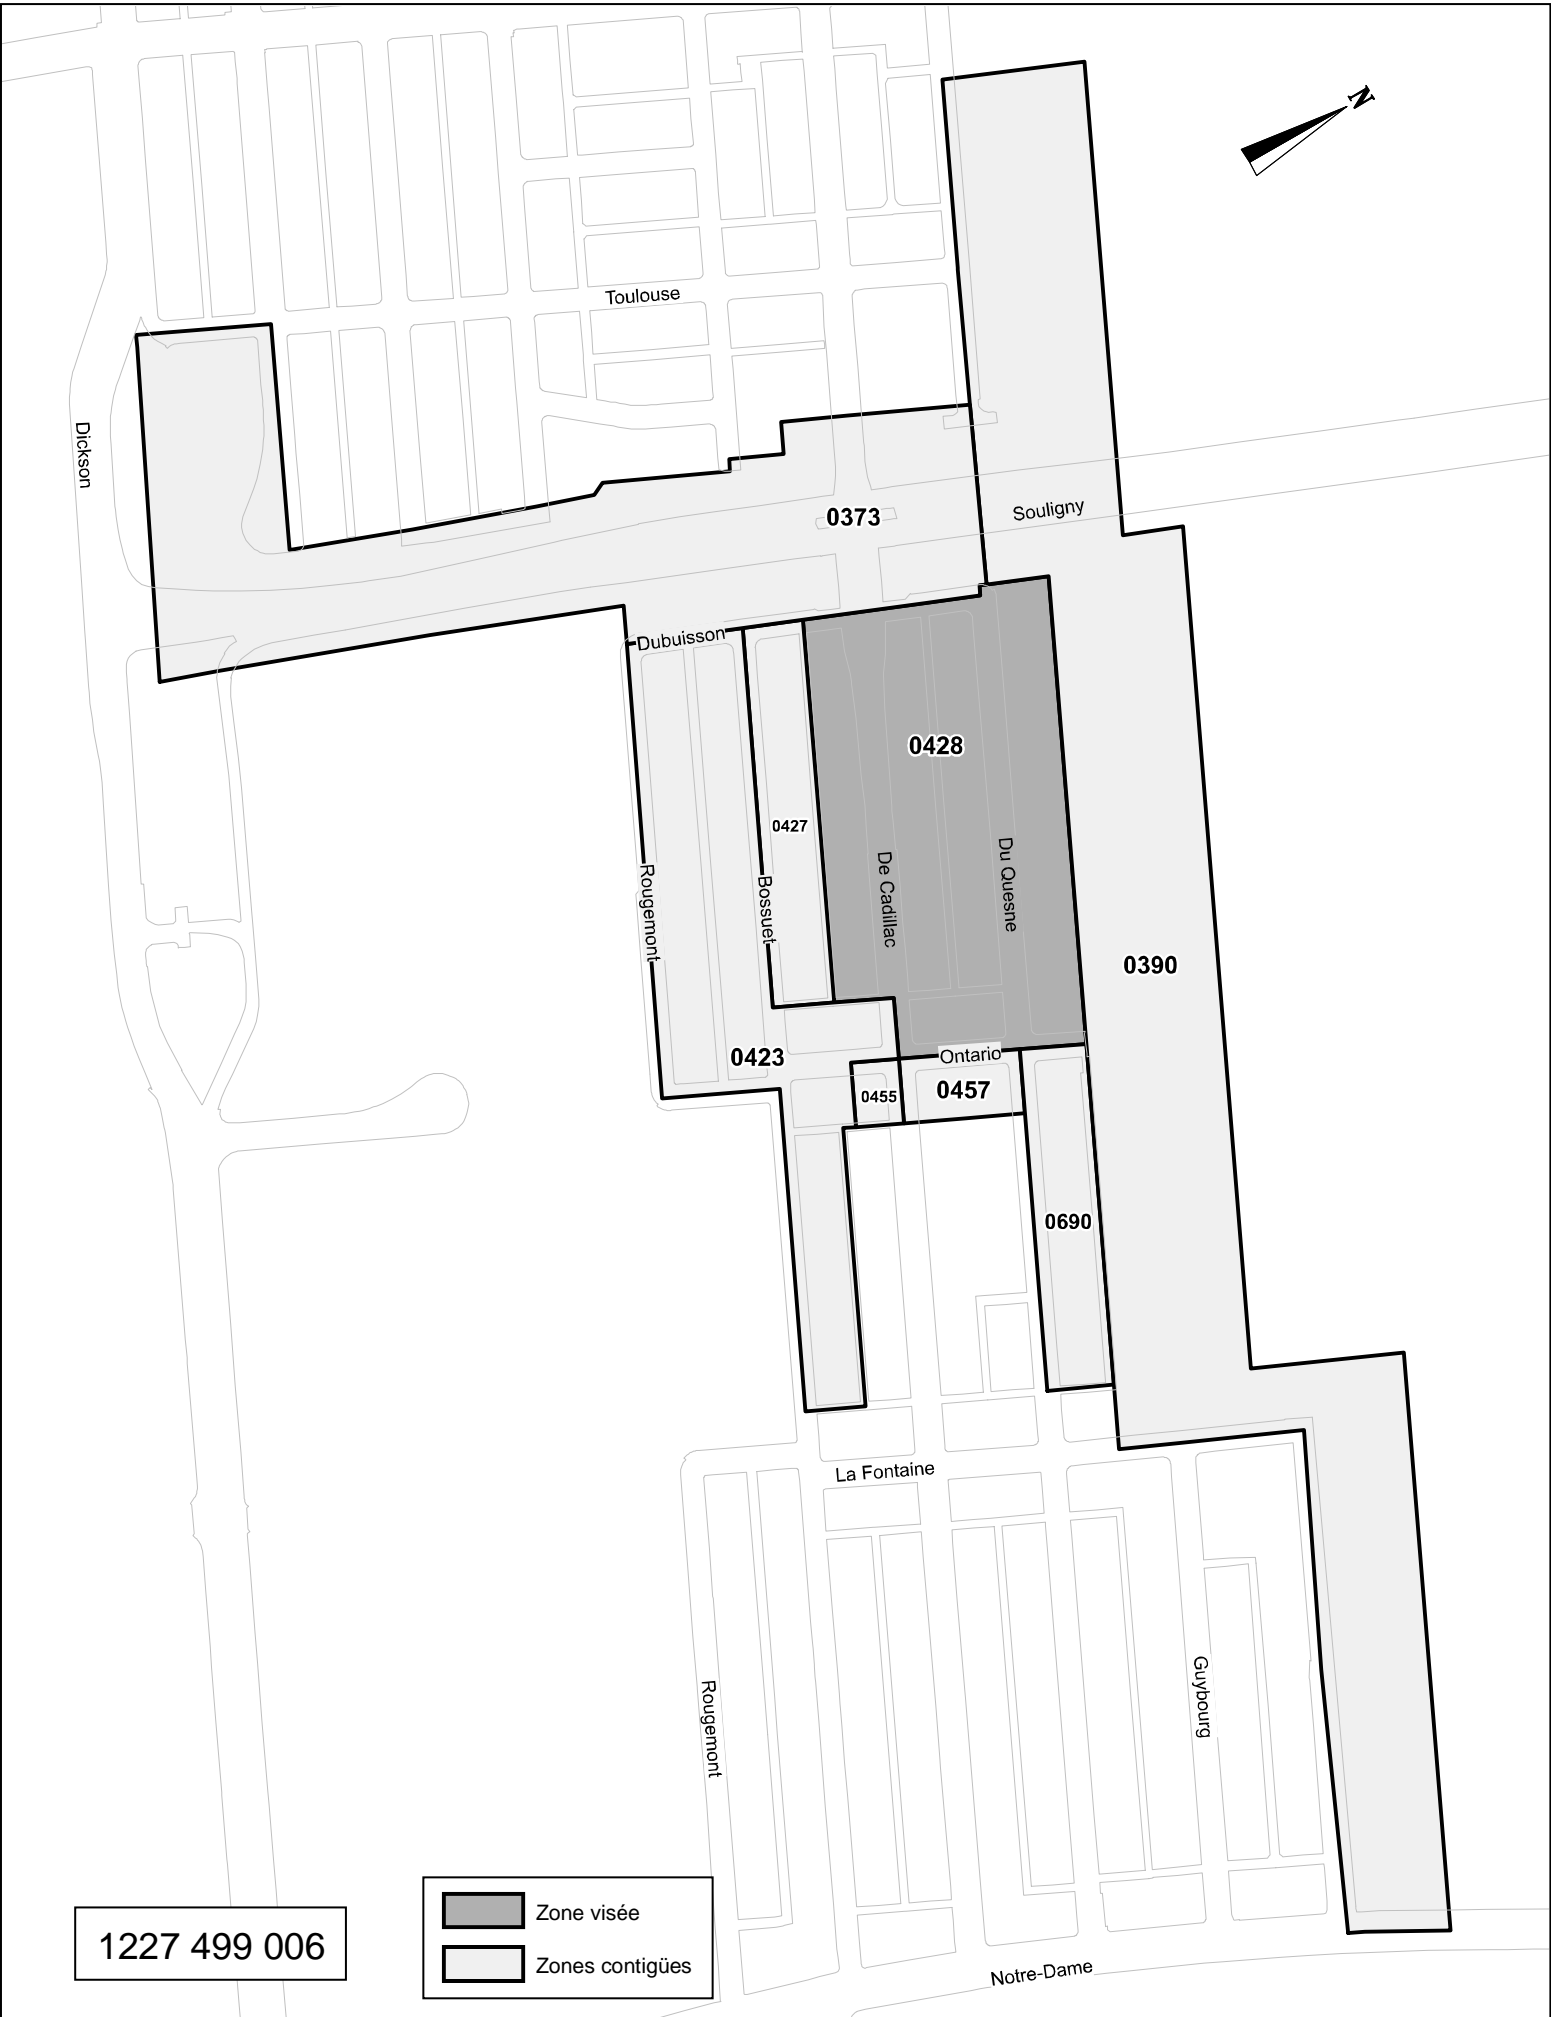 N
Toulouse
Dickson
Souligny
0373
Dubuisson
0428
0427
De Cadillac
Du Quesne
Rougemont
Bossuet
0390
0423
Ontario
0455
0457
0690
La Fontaine
Rougemont
Guybourg
Zone visée
Zones contigües
1227 499 006
Notre-Dame